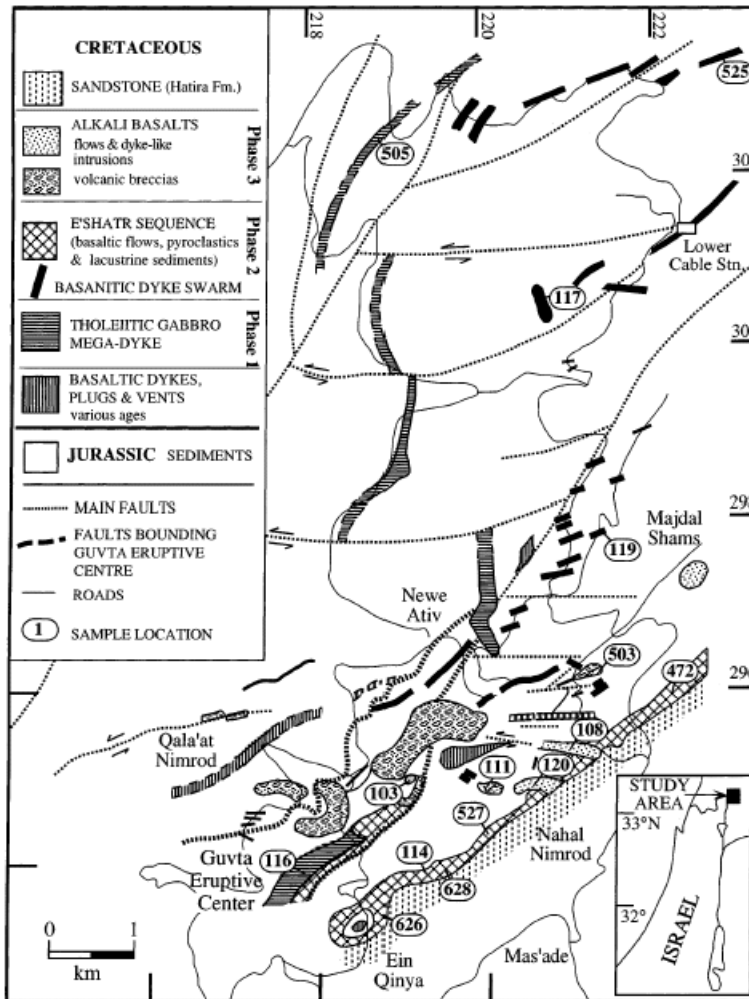 218
220
222
CRETACEOUS
SANDSTONE (Hatira Fm.)
ALKALI BASALTS
flows & dyke-like
intrusions
volcanic breccias
Phase 3
E'SHATR SEQUENCE
(basaltic flows, pyroclastics
& lacustrine sediments)
BASANITIC DYKE SWARM
Phase 2
THOLEIITIC GABBRO
MEGA-DYKE
Phase 1
BASALTIC DYKES,
PLUGS & VENTS
various ages
JURASSIC SEDIMENTS
MAIN FAULTS
FAULTS BOUNDING
GUVTA ERUPTIVE
CENTRE
ROADS
1 SAMPLE LOCATION
525
505
30
Lower
Cable Stn.
117
30
298
Majdal
Shams
119
Newe
Ativ
503
472
29
Qala'at
Nimrod
108
111
120
103
527
Nahal
Nimrod
116
114
Guvta
Eruptive
Center
628
626
0 1
km
Ein
Qinya
Mas'ade
STUDY
AREA
33°N
32°
ISRAEL